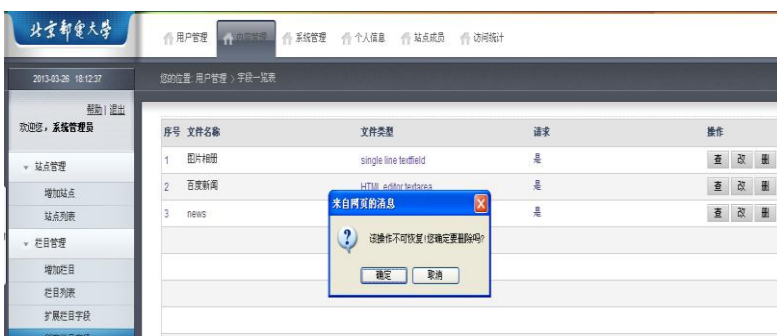 北京邮电大学
用户管理 内容管理 系统管理 个人信息 站点成员 访问统计
2013-03-26 18:12:37
您的位置: 用户管理 > 字段一览表
帮助 | 退出
欢迎您，系统管理员
序号 文件名称 文件类型 请求 操作
站点管理
1 图片相册 single line textfield 是 查 改 删
增加站点
2 百度新闻 HTML editor textarea 是 查 改 删
站点列表
3 news 是 查 改 删
栏目管理
增加栏目
栏目列表
扩展栏目字段
来自网页的消息
该操作不可恢复!您确定要删除吗?
确定 取消